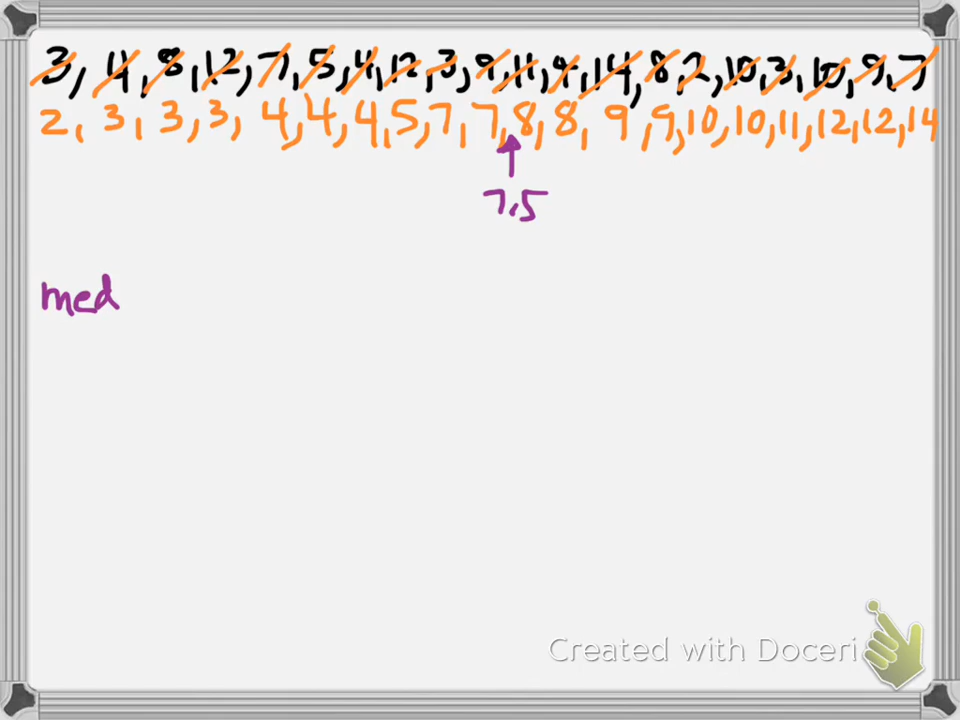 3, 4, 8, 12, 7, 5, 4, 12, 3, 9, 11, 4, 14, 8, 2, 10, 3, 10, 9, 7
2, 3, 3, 3, 4, 4, 4, 5, 7, 7, 8, 8, 9, 9, 10, 10, 11, 12, 12, 14
7.5
med
Created with Doceri